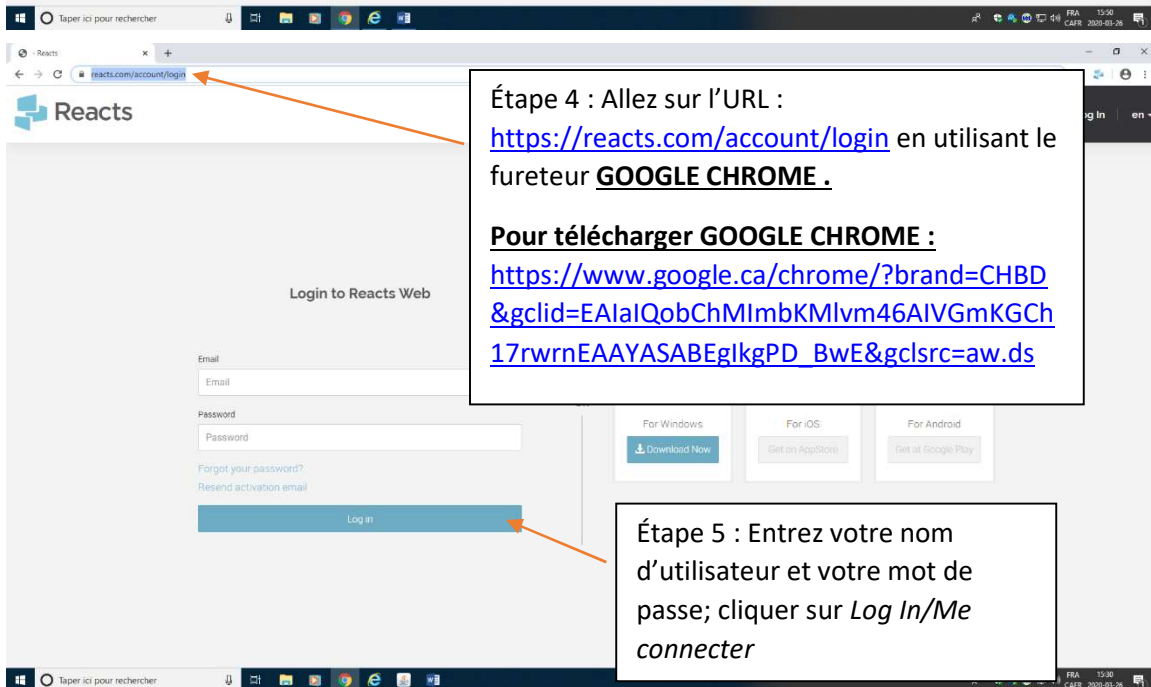 Taper ici pour rechercher
FRA 15:50
CAFR 2020-03-26
- Reacts
reacts.com/account/login
Reacts
og In en
Étape 4 : Allez sur l’URL :
https://reacts.com/account/login en utilisant le
fureteur GOOGLE CHROME .
Pour télécharger GOOGLE CHROME :
https://www.google.ca/chrome/?brand=CHBD
&gclid=EAIaIQobChMImbKMlvm46AIVGmKGCh
17rwrnEAAYASABEgIkgPD_BwE&gclsrc=aw.ds
Login to Reacts Web
Email
Email
Password
Password
Forgot your password?
Resend activation email
Log in
For Windows
Download Now
For iOS
Get on AppStore
For Android
Get at Google Play
Étape 5 : Entrez votre nom
d’utilisateur et votre mot de
passe; cliquer sur Log In/Me
connecter
Taper ici pour rechercher
FRA 15:30
CAFR 2020-03-26